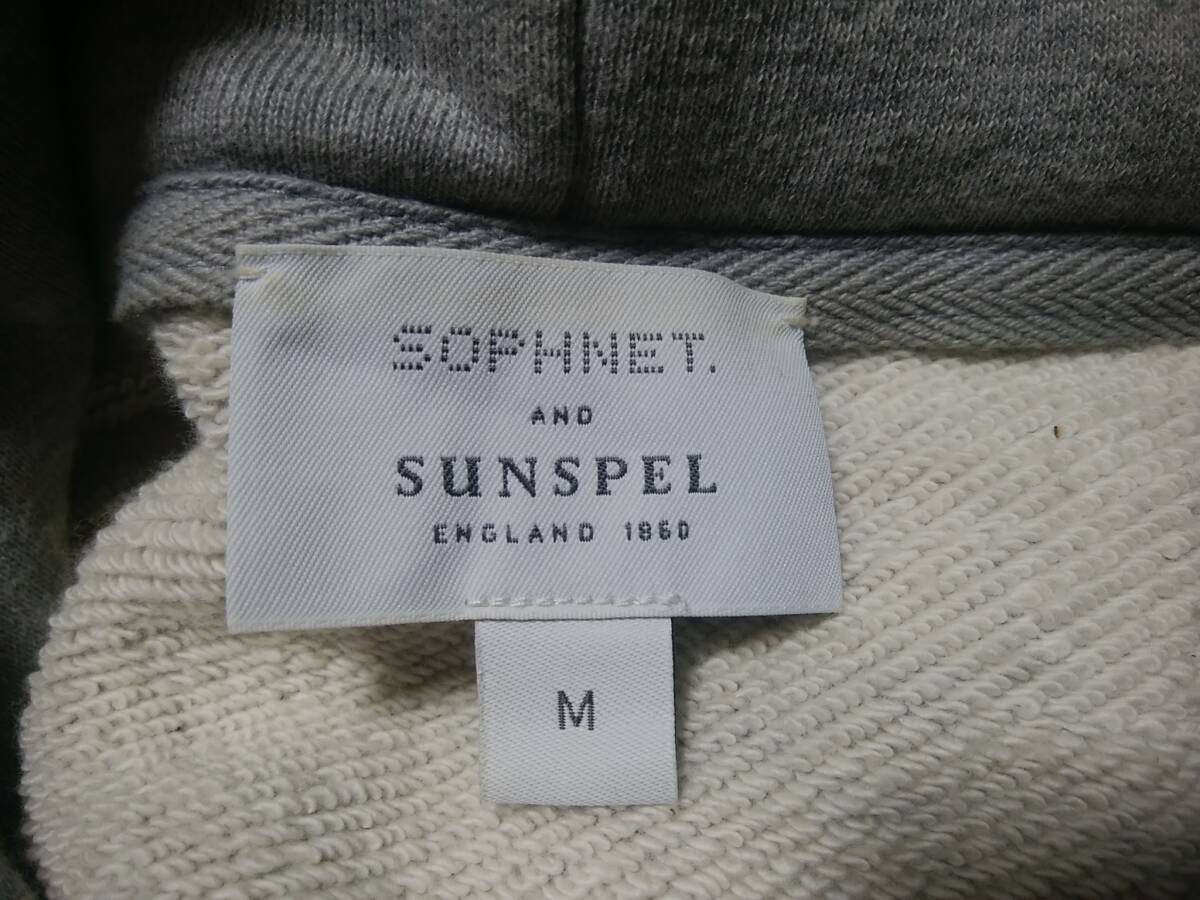 SOPHNET.
AND
SUNSPEL
ENGLAND 1860
M